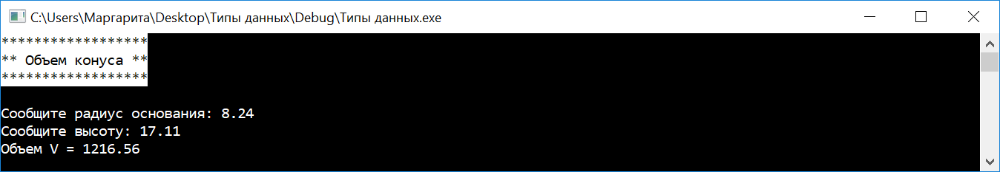 C:\Users\Маргарита\Desktop\Типы данных\Debug\Типы данных.exe
******************
** Объем конуса **
******************
Сообщите радиус основания: 8.24
Сообщите высоту: 17.11
Объем V = 1216.56